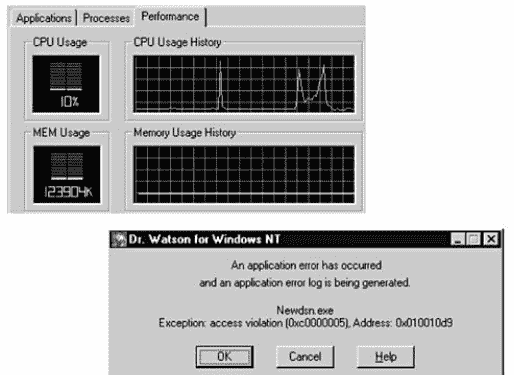 Applications Processes Performance
CPU Usage CPU Usage History
10%
MEM Usage Memory Usage History
123904K
Dr. Watson for Windows NT
An application error has occurred
and an application error log is being generated.
Newdsn.exe
Exception: access violation (0xc0000005), Address: 0x010010d9
OK Cancel Help